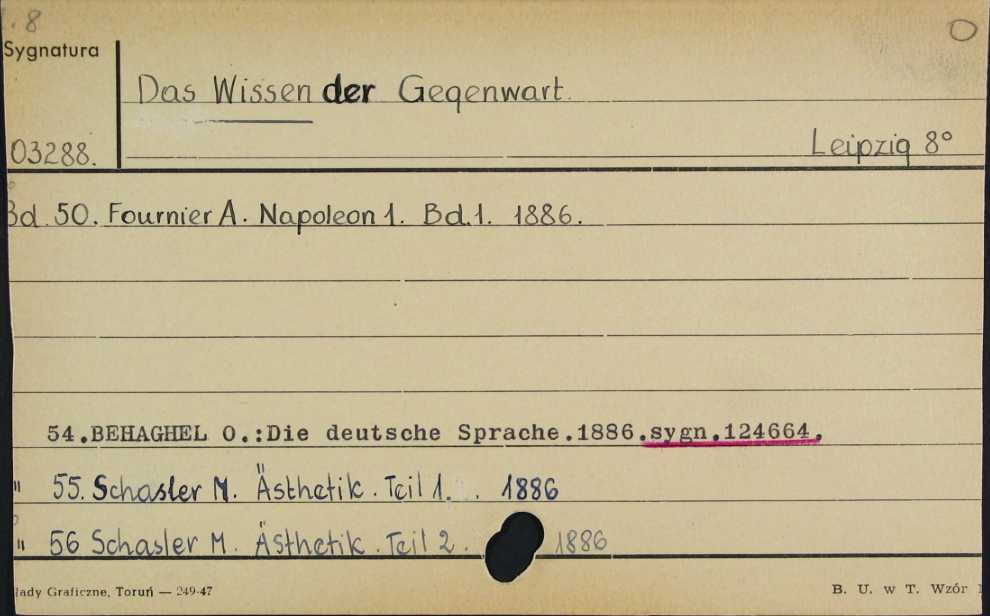 . 8
Sygnatura
Das Wissen der Gegenwart.
03288.
Leipzig 8°
Bd. 50. Fournier A. Napoleon 1. Bd. 1. 1886.
54.BEHAGHEL O.:Die deutsche Sprache.1886.sygn.124664.
" 55. Schasler M. Ästhetik. Teil 1. . 1886
" 56 Schasler M. Ästhetik. Teil 2. 1886
łady Graficzne, Toruń — 249-47
B. U. w T. Wzór